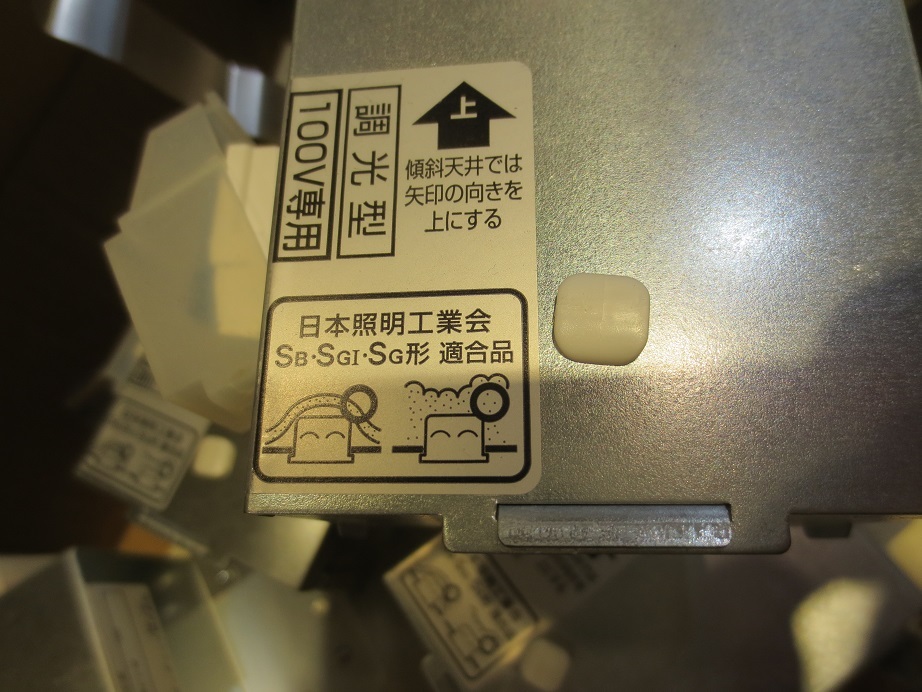 上
傾斜天井では
矢印の向きを
上にする
調光型
100V専用
日本照明工業会
SB・SGI・SG形 適合品